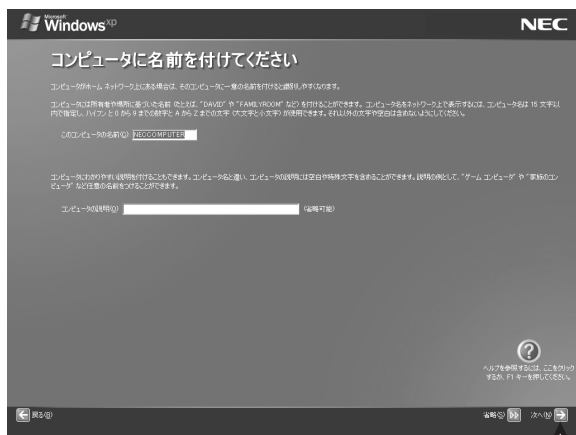 Microsoft
Windows xp
NEC
コンピュータに名前を付けてください
コンピュータがホーム ネットワーク上にある場合は、そのコンピュータに一意の名前を付けると識別しやすくなります。
コンピュータには所有者や場所に基づいた名前 (たとえば、"DAVID" や "FAMILYROOM" など) を付けることができます。コンピュータ名をネットワーク上で表示するには、コンピュータ名は 15 文字以
内で指定し、ハイフンと 0 から 9 までの数字と A から Z までの文字 (大文字と小文字) が使用できます。それ以外の文字や空白は含めないようにしてください。
このコンピュータの名前(C) NECCOMPUTER
コンピュータにわかりやすい説明を付けることもできます。コンピュータ名と違い、コンピュータの説明には空白や特殊文字を含めることができます。説明の例として、"ゲーム コンピュータ" や "家族のコン
ピュータ" など任意の名前をつけることができます。
コンピュータの説明(O) (省略可能)
ヘルプを参照するには、ここをクリック
するか、F1 キーを押してください。
戻る(B) 省略(S) 次へ(N)